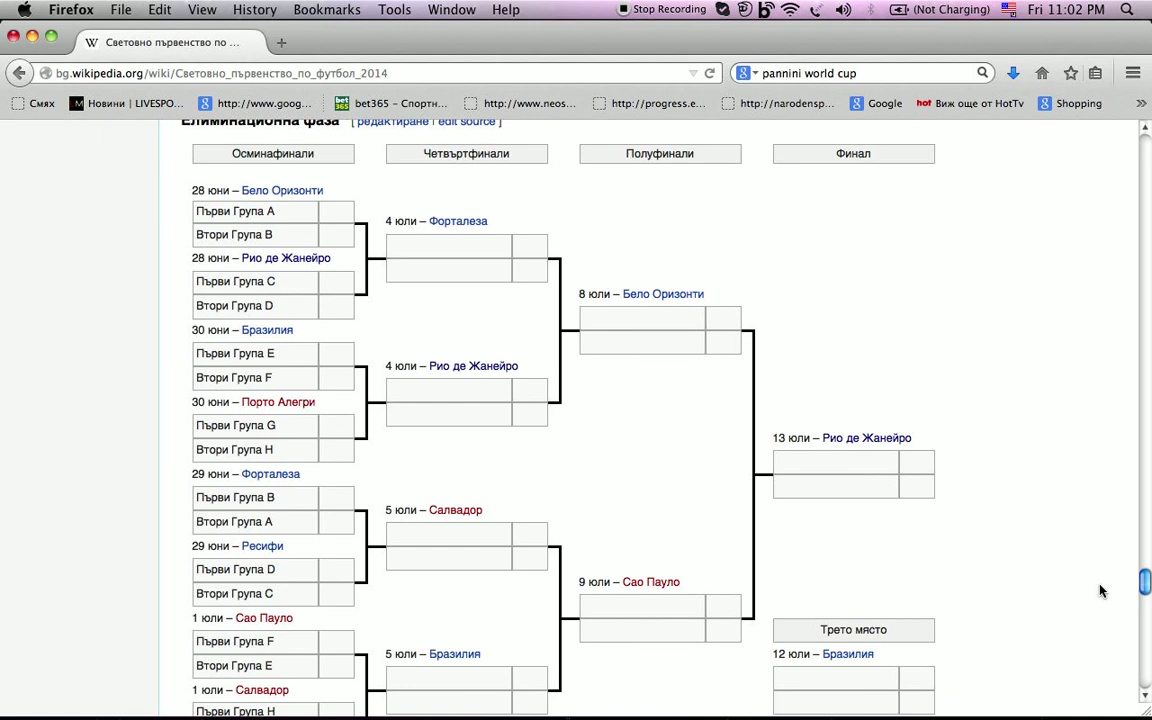 Firefox File Edit View History Bookmarks Tools Window Help Stop Recording (Not Charging) Fri 11:02 PM
W Световно първенство по ...
bg.wikipedia.org/wiki/Световно_първенство_по_футбол_2014 pannini world cup
Смях Новини | LIVESPO... http://www.goog... bet365 – Спортн... http://www.neos... http://progress.e... http://narodensp... Google hot Виж още от HotTv Shopping
Елиминационна фаза [ редактиране | edit source ]
Осминафинали Четвъртфинали Полуфинали Финал
28 юни – Бело Оризонти
Първи Група A
Втори Група B
28 юни – Рио де Жанейро
Първи Група C
Втори Група D
30 юни – Бразилия
Първи Група E
Втори Група F
30 юни – Порто Алегри
Първи Група G
Втори Група H
29 юни – Форталеза
Първи Група B
Втори Група A
29 юни – Ресифи
Първи Група D
Втори Група C
1 юли – Сао Пауло
Първи Група F
Втори Група E
1 юли – Салвадор
Първи Група H
4 юли – Форталеза
4 юли – Рио де Жанейро
5 юли – Салвадор
5 юли – Бразилия
8 юли – Бело Оризонти
9 юли – Сао Пауло
13 юли – Рио де Жанейро
Трето място
12 юли – Бразилия